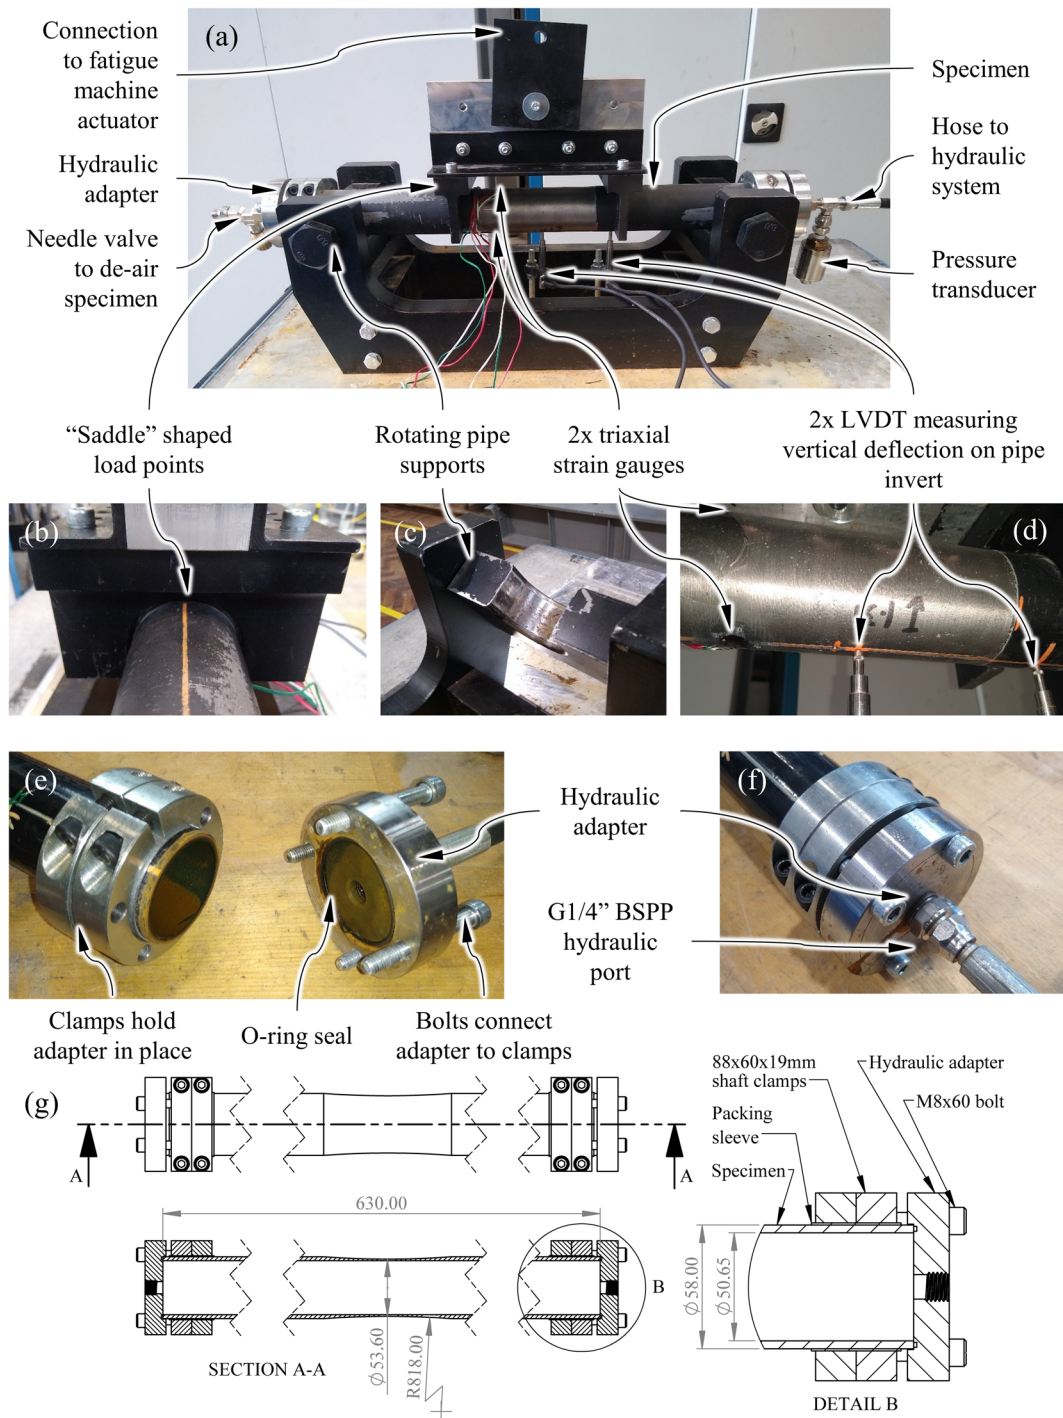 (a)
Connection
to fatigue
machine
actuator
Hydraulic
adapter
Needle valve
to de-air
specimen
Specimen
Hose to
hydraulic
system
Pressure
transducer
"Saddle" shaped
load points
Rotating pipe
supports
2x triaxial
strain gauges
2x LVDT measuring
vertical deflection on pipe
invert
(b)
(c)
(d)
(e)
(f)
Hydraulic
adapter
G1/4" BSPP
hydraulic
port
Clamps hold
adapter in place
O-ring seal
Bolts connect
adapter to clamps
(g)
A
A
630.00
B
ϕ53.60
R818.00
SECTION A-A
88x60x19mm
shaft clamps
Packing
sleeve
Specimen
Hydraulic adapter
M8x60 bolt
ϕ58.00
ϕ50.65
DETAIL B